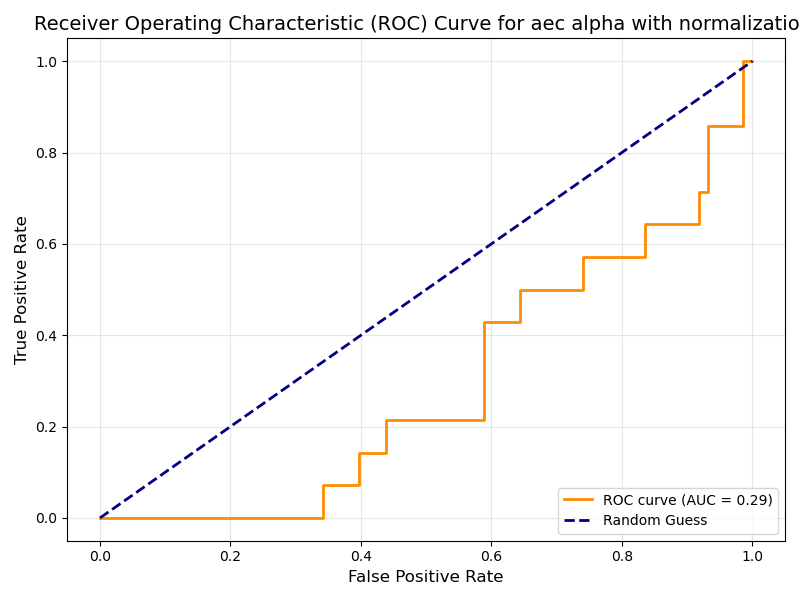 Receiver Operating Characteristic (ROC) Curve for aec alpha with normalizatio
True Positive Rate
1.0
0.8
0.6
0.4
0.2
0.0
0.0 0.2 0.4 0.6 0.8 1.0
False Positive Rate
ROC curve (AUC = 0.29)
Random Guess